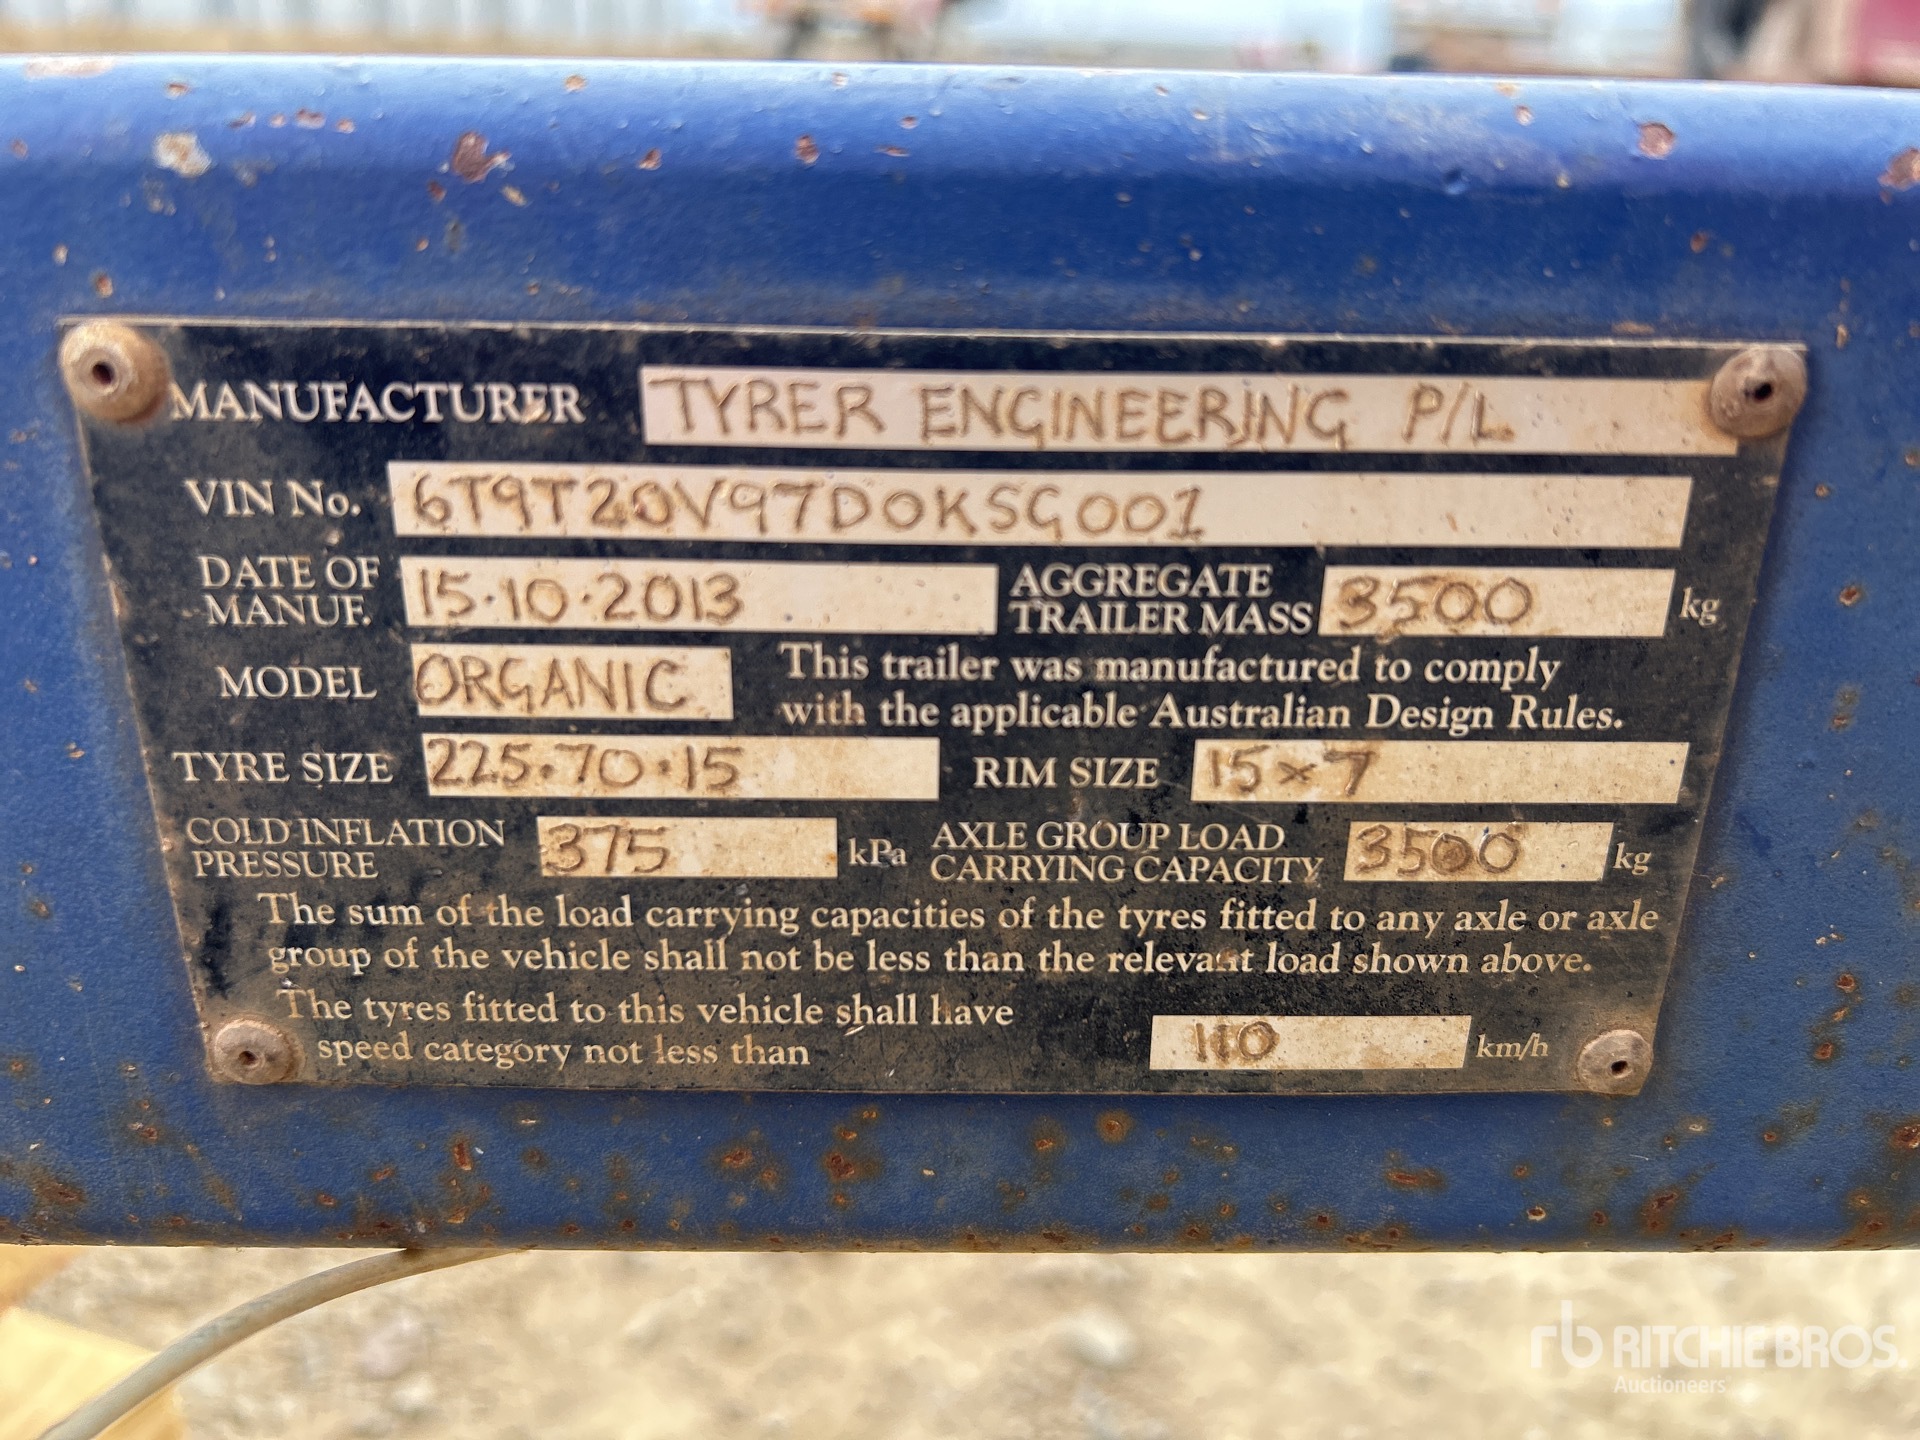 MANUFACTURER TYRER ENGINEERING P/L.
VIN No. 6T9T20V97D0KSG001
DATE OF MANUF. 15.10.2013
AGGREGATE TRAILER MASS 3500 kg
MODEL ORGANIC
This trailer was manufactured to comply
with the applicable Australian Design Rules.
TYRE SIZE 225.70.15 RIM SIZE 15x7
COLD INFLATION PRESSURE 375 kPa
AXLE GROUP LOAD CARRYING CAPACITY 3500 kg
The sum of the load carrying capacities of the tyres fitted to any axle or axle
group of the vehicle shall not be less than the relevant load shown above.
The tyres fitted to this vehicle shall have
speed category not less than 110 km/h
rb RITCHIE BROS.
Auctioneers